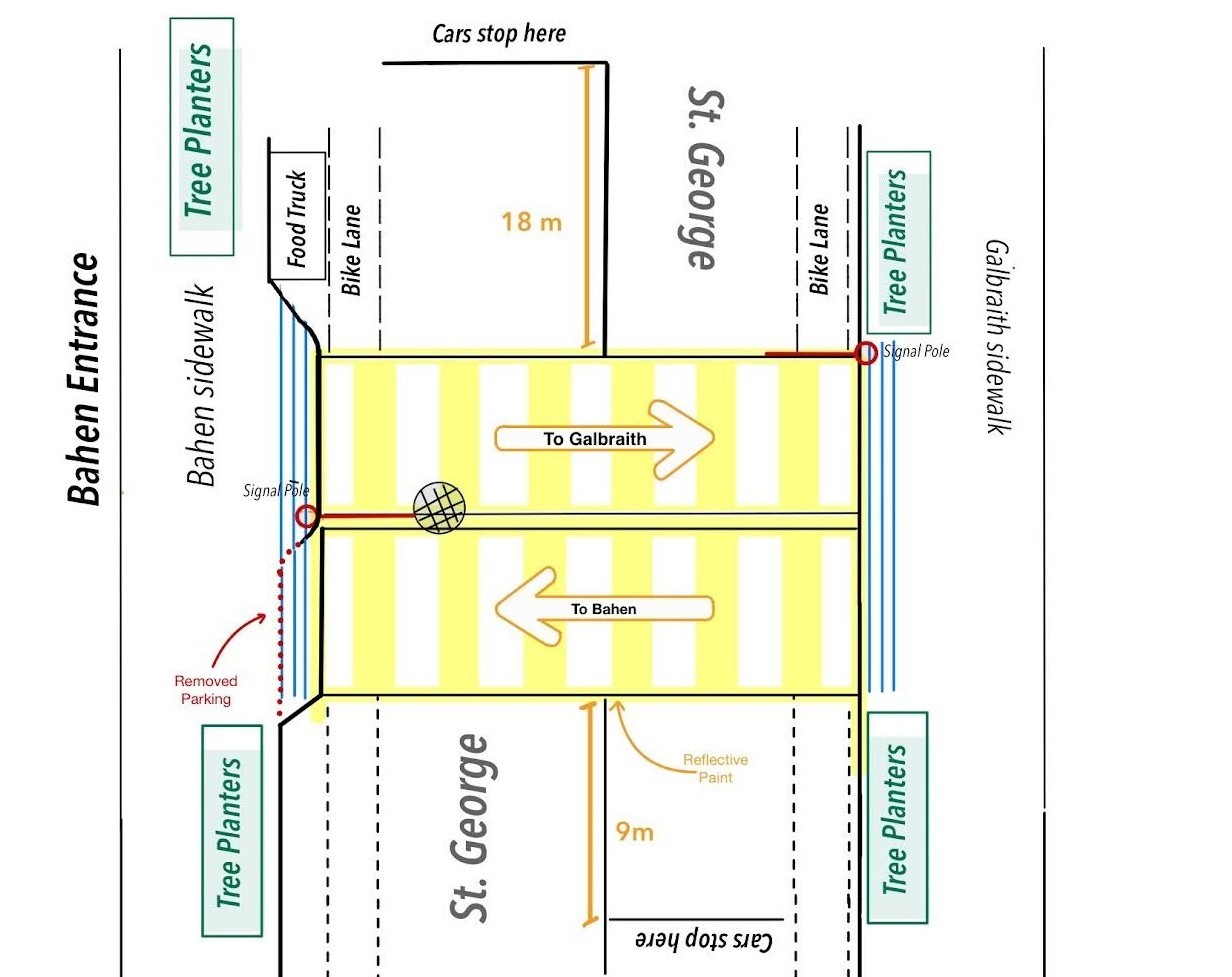 Cars stop here
Tree Planters
St. George
Food Truck
Bike Lane
18 m
Bike Lane
Tree Planters
Bahen Entrance
Bahen sidewalk
Galbraith sidewalk
Signal Pole
To Galbraith
Signal Pole
To Bahen
Removed
Parking
Tree Planters
St. George
Reflective
Paint
9m
Tree Planters
Cars stop here